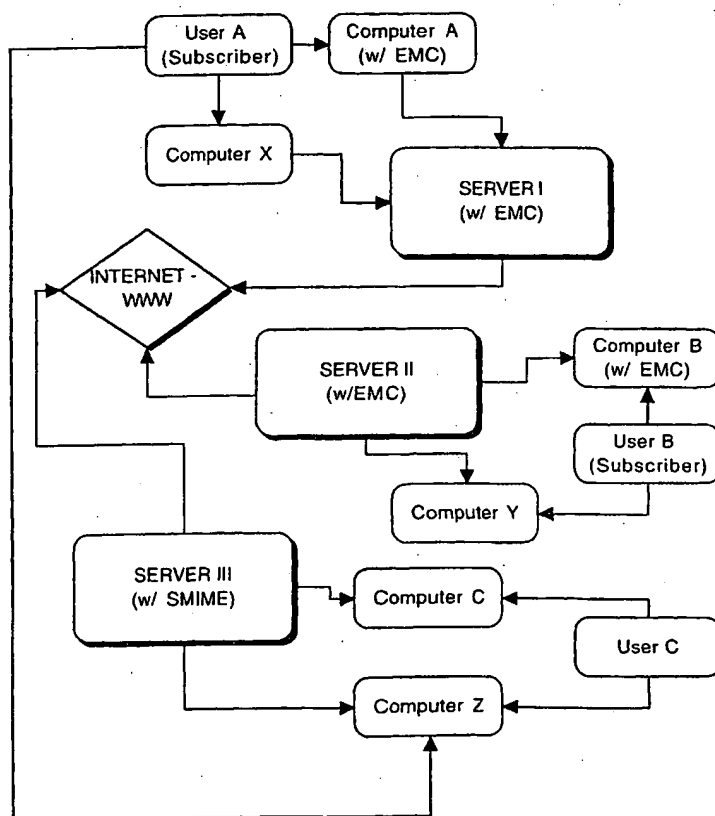 User A
(Subscriber)
Computer A
(w/ EMC)
Computer X
SERVER I
(w/ EMC)
INTERNET -
WWW
SERVER II
(w/EMC)
Computer B
(w/ EMC)
User B
(Subscriber)
Computer Y
SERVER III
(w/ SMIME)
Computer C
User C
Computer Z